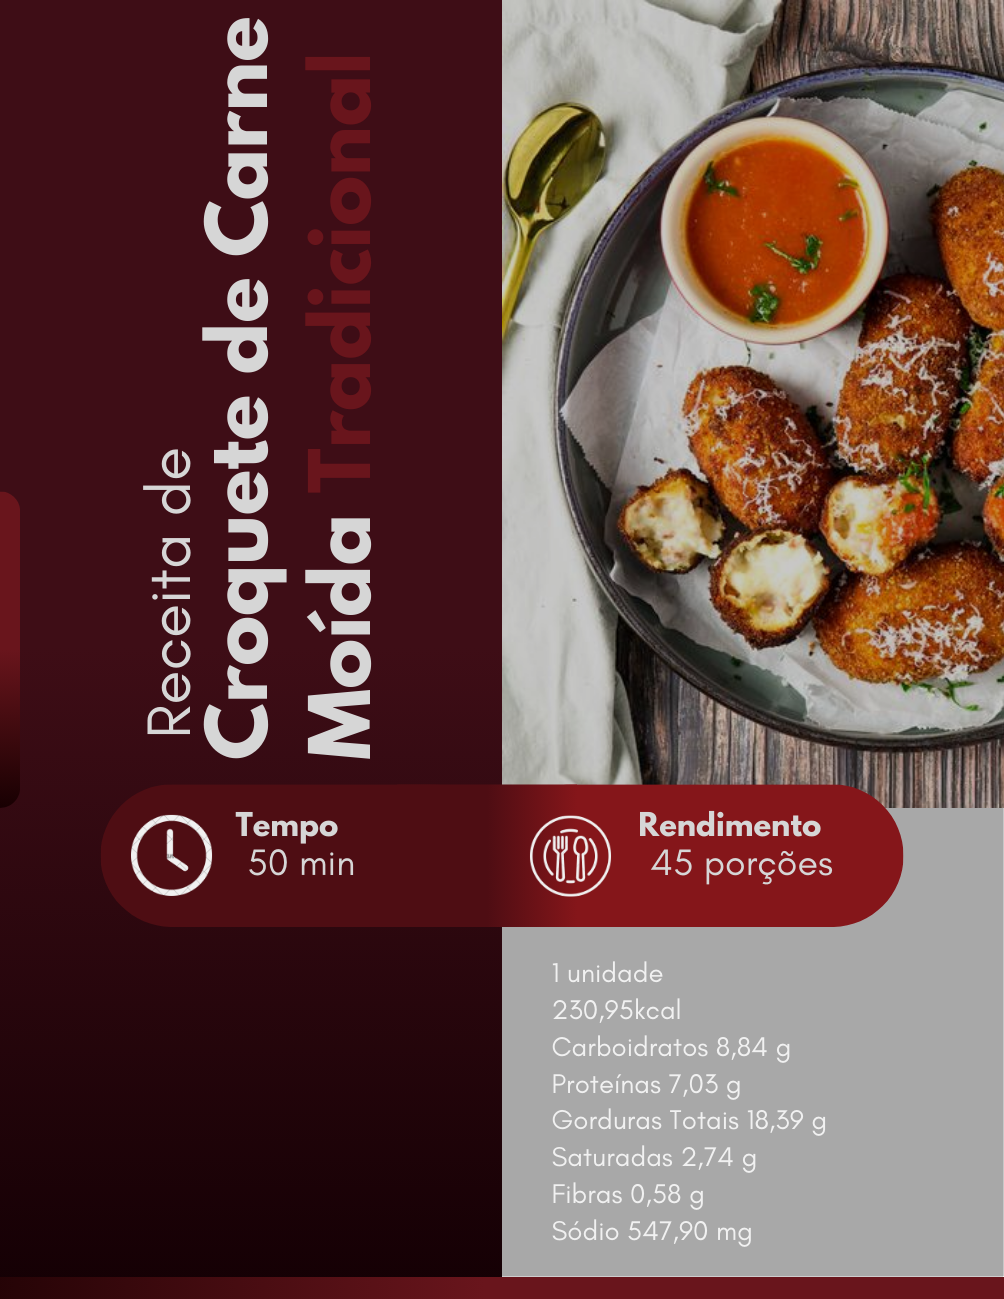 Receita de
Croquete de Carne
Moída Tradicional
Tempo
50 min
Rendimento
45 porções
1 unidade
230,95kcal
Carboidratos 8,84 g
Proteínas 7,03 g
Gorduras Totais 18,39 g
Saturadas 2,74 g
Fibras 0,58 g
Sódio 547,90 mg